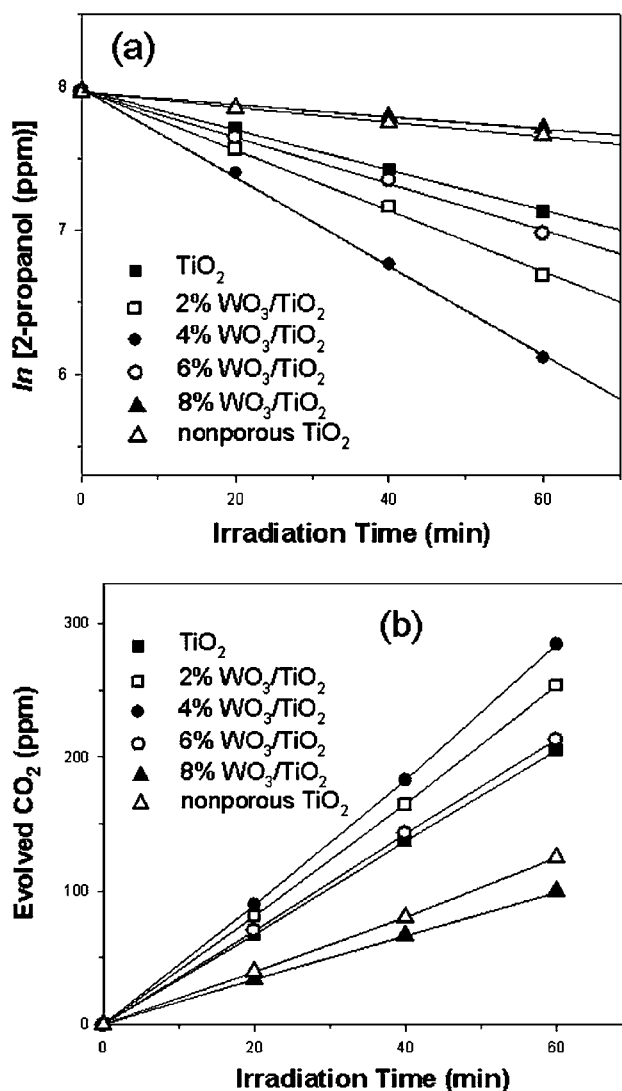 (a)
8
7
6
ln [2-propanol (ppm)]
TiO₂
2% WO₃/TiO₂
4% WO₃/TiO₂
6% WO₃/TiO₂
8% WO₃/TiO₂
nonporous TiO₂
0 20 40 60
Irradiation Time (min)
(b)
300
200
100
0
Evolved CO₂ (ppm)
TiO₂
2% WO₃/TiO₂
4% WO₃/TiO₂
6% WO₃/TiO₂
8% WO₃/TiO₂
nonporous TiO₂
0 20 40 60
Irradiation Time (min)